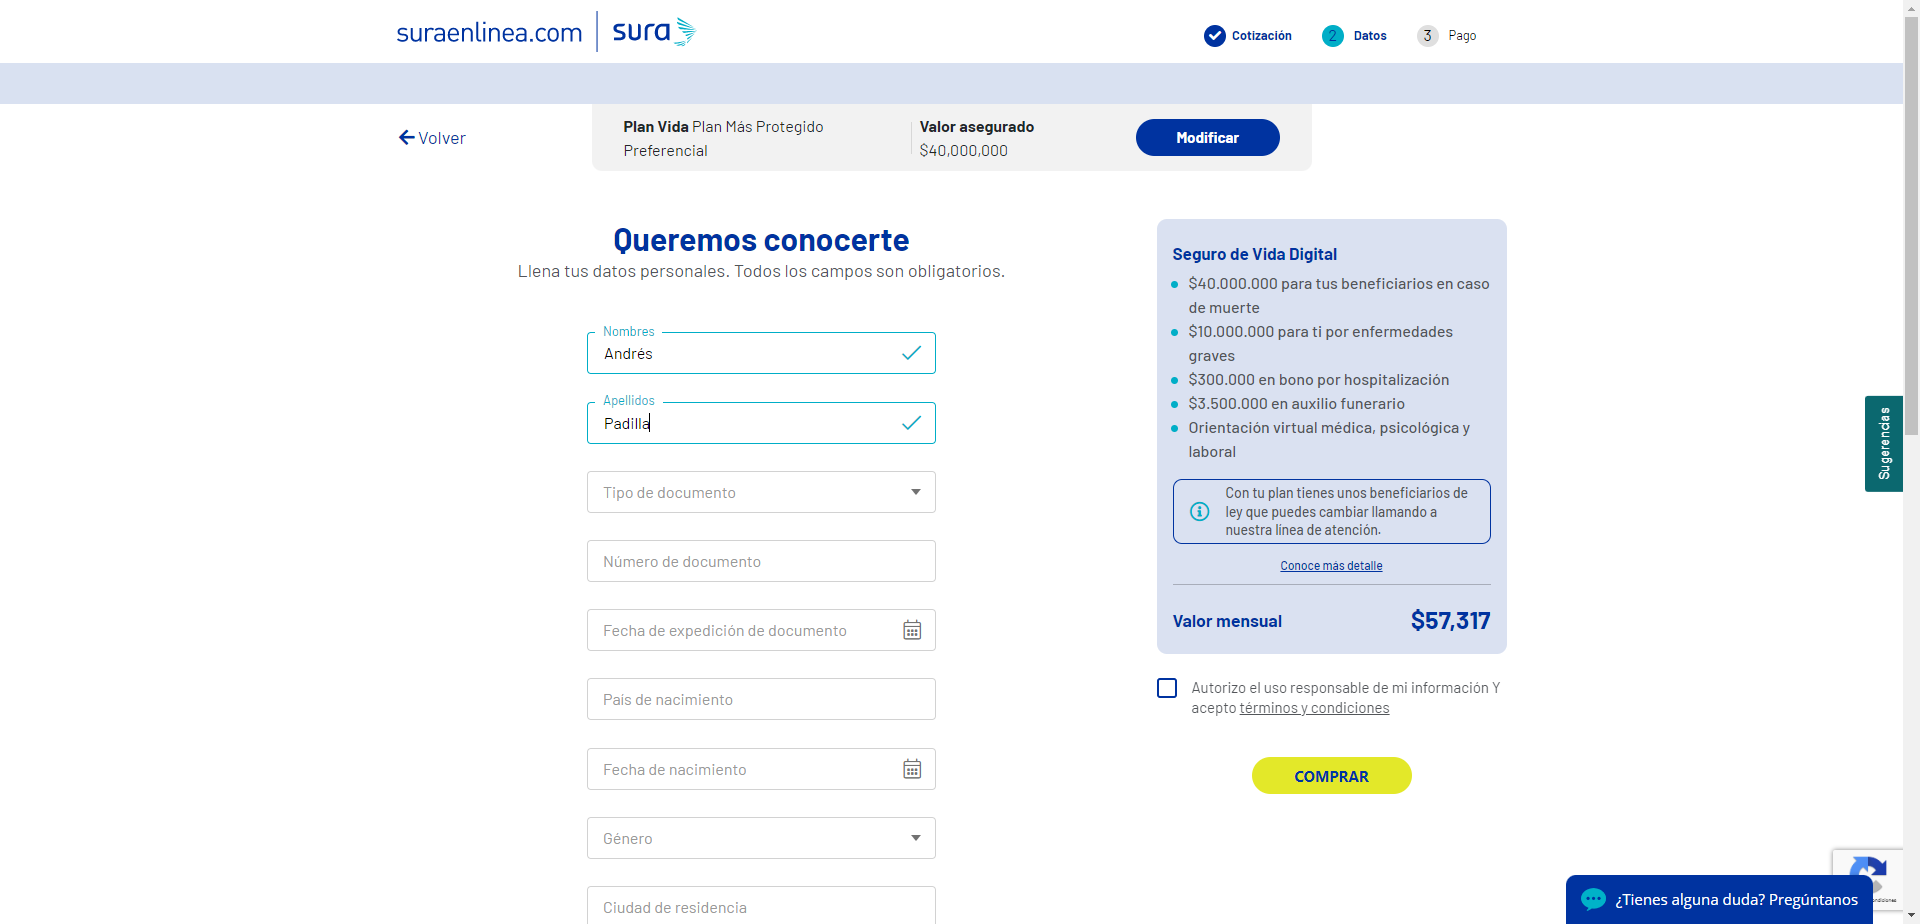 suraenlinea.com
sura
Cotización
2
Datos
3
Pago
Volver
Plan Vida Plan Más Protegido
Preferencial
Valor asegurado
$40,000,000
Modificar
Queremos conocerte
Llena tus datos personales. Todos los campos son obligatorios.
Nombres
Andrés
Apellidos
Padilla
Tipo de documento
Número de documento
Fecha de expedición de documento
País de nacimiento
Fecha de nacimiento
Género
Ciudad de residencia
Seguro de Vida Digital
$40.000.000 para tus beneficiarios en caso
de muerte
$10.000.000 para ti por enfermedades
graves
$300.000 en bono por hospitalización
$3.500.000 en auxilio funerario
Orientación virtual médica, psicológica y
laboral
Con tu plan tienes unos beneficiarios de
ley que puedes cambiar llamando a
nuestra línea de atención.
Conoce más detalle
Valor mensual
$57,317
Autorizo el uso responsable de mi información Y
acepto términos y condiciones
COMPRAR
Sugerencias
¿Tienes alguna duda? Pregúntanos